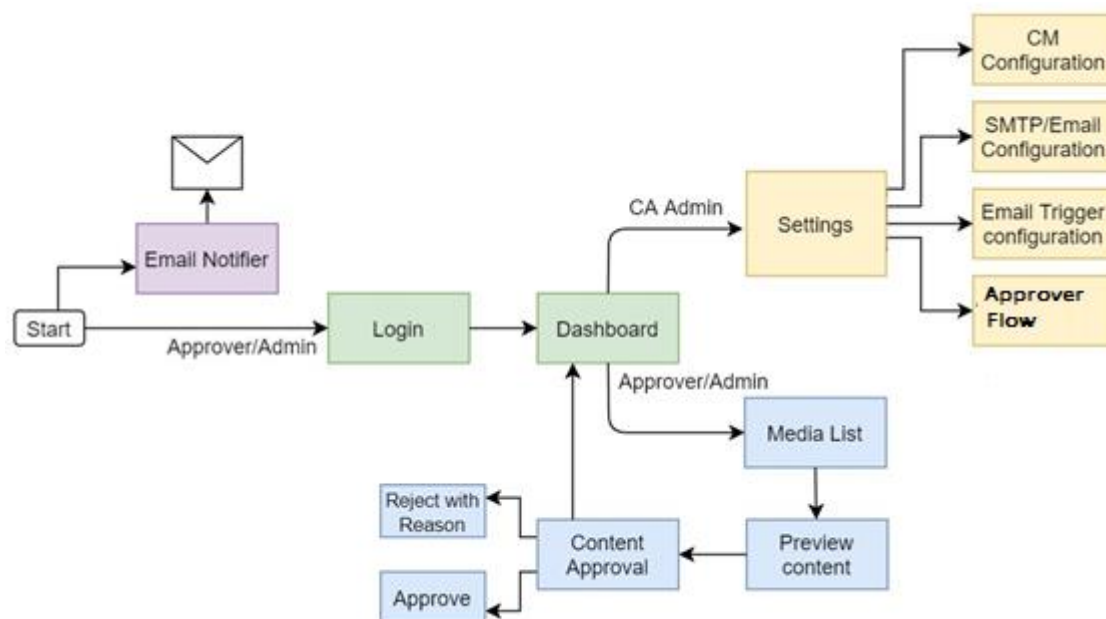 CM
Configuration
SMTP/Email
Configuration
CA Admin
Settings
Email Trigger
configuration
Email Notifier
Approver
Flow
Start
Login
Dashboard
Approver/Admin
Approver/Admin
Media List
Reject with
Reason
Content
Approval
Preview
content
Approve